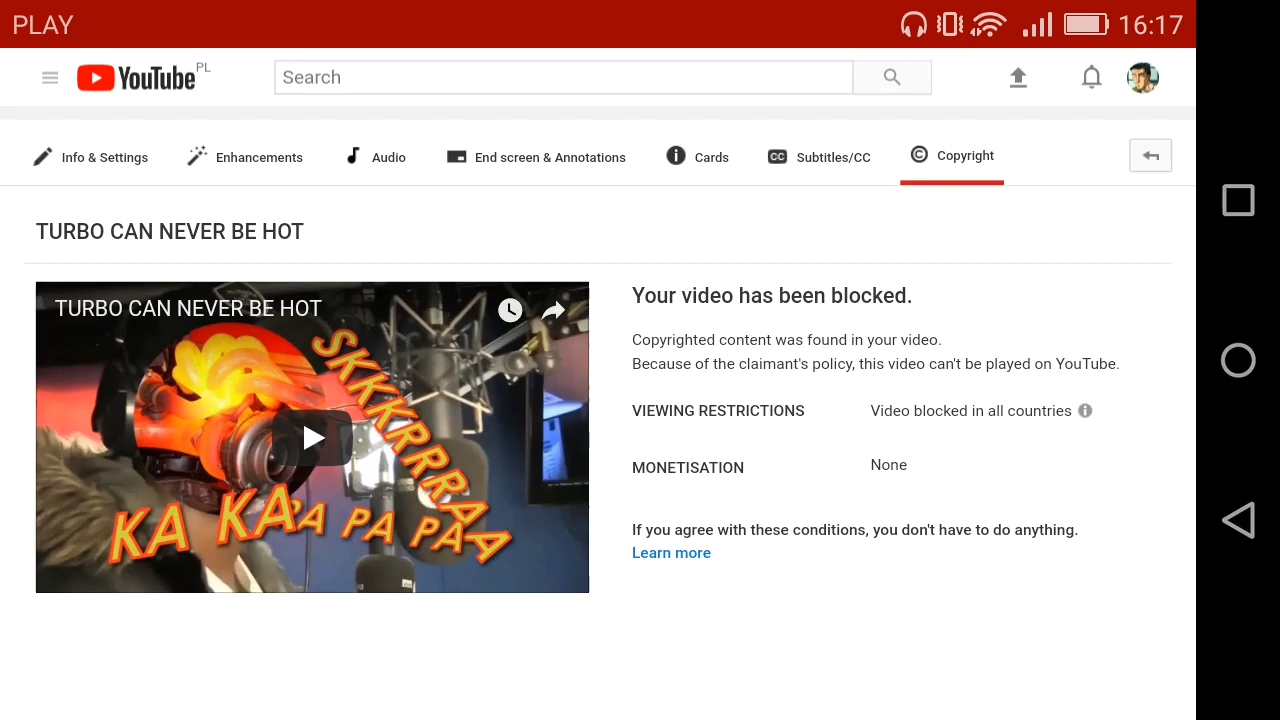 PLAY
16:17
YouTube PL
Search
Info & Settings
Enhancements
Audio
End screen & Annotations
Cards
CC Subtitles/CC
Copyright
TURBO CAN NEVER BE HOT
TURBO CAN NEVER BE HOT
SKKKRRRAA
KA KA PA PA PA
Your video has been blocked.
Copyrighted content was found in your video.
Because of the claimant's policy, this video can't be played on YouTube.
VIEWING RESTRICTIONS Video blocked in all countries
MONETISATION None
If you agree with these conditions, you don't have to do anything.
Learn more